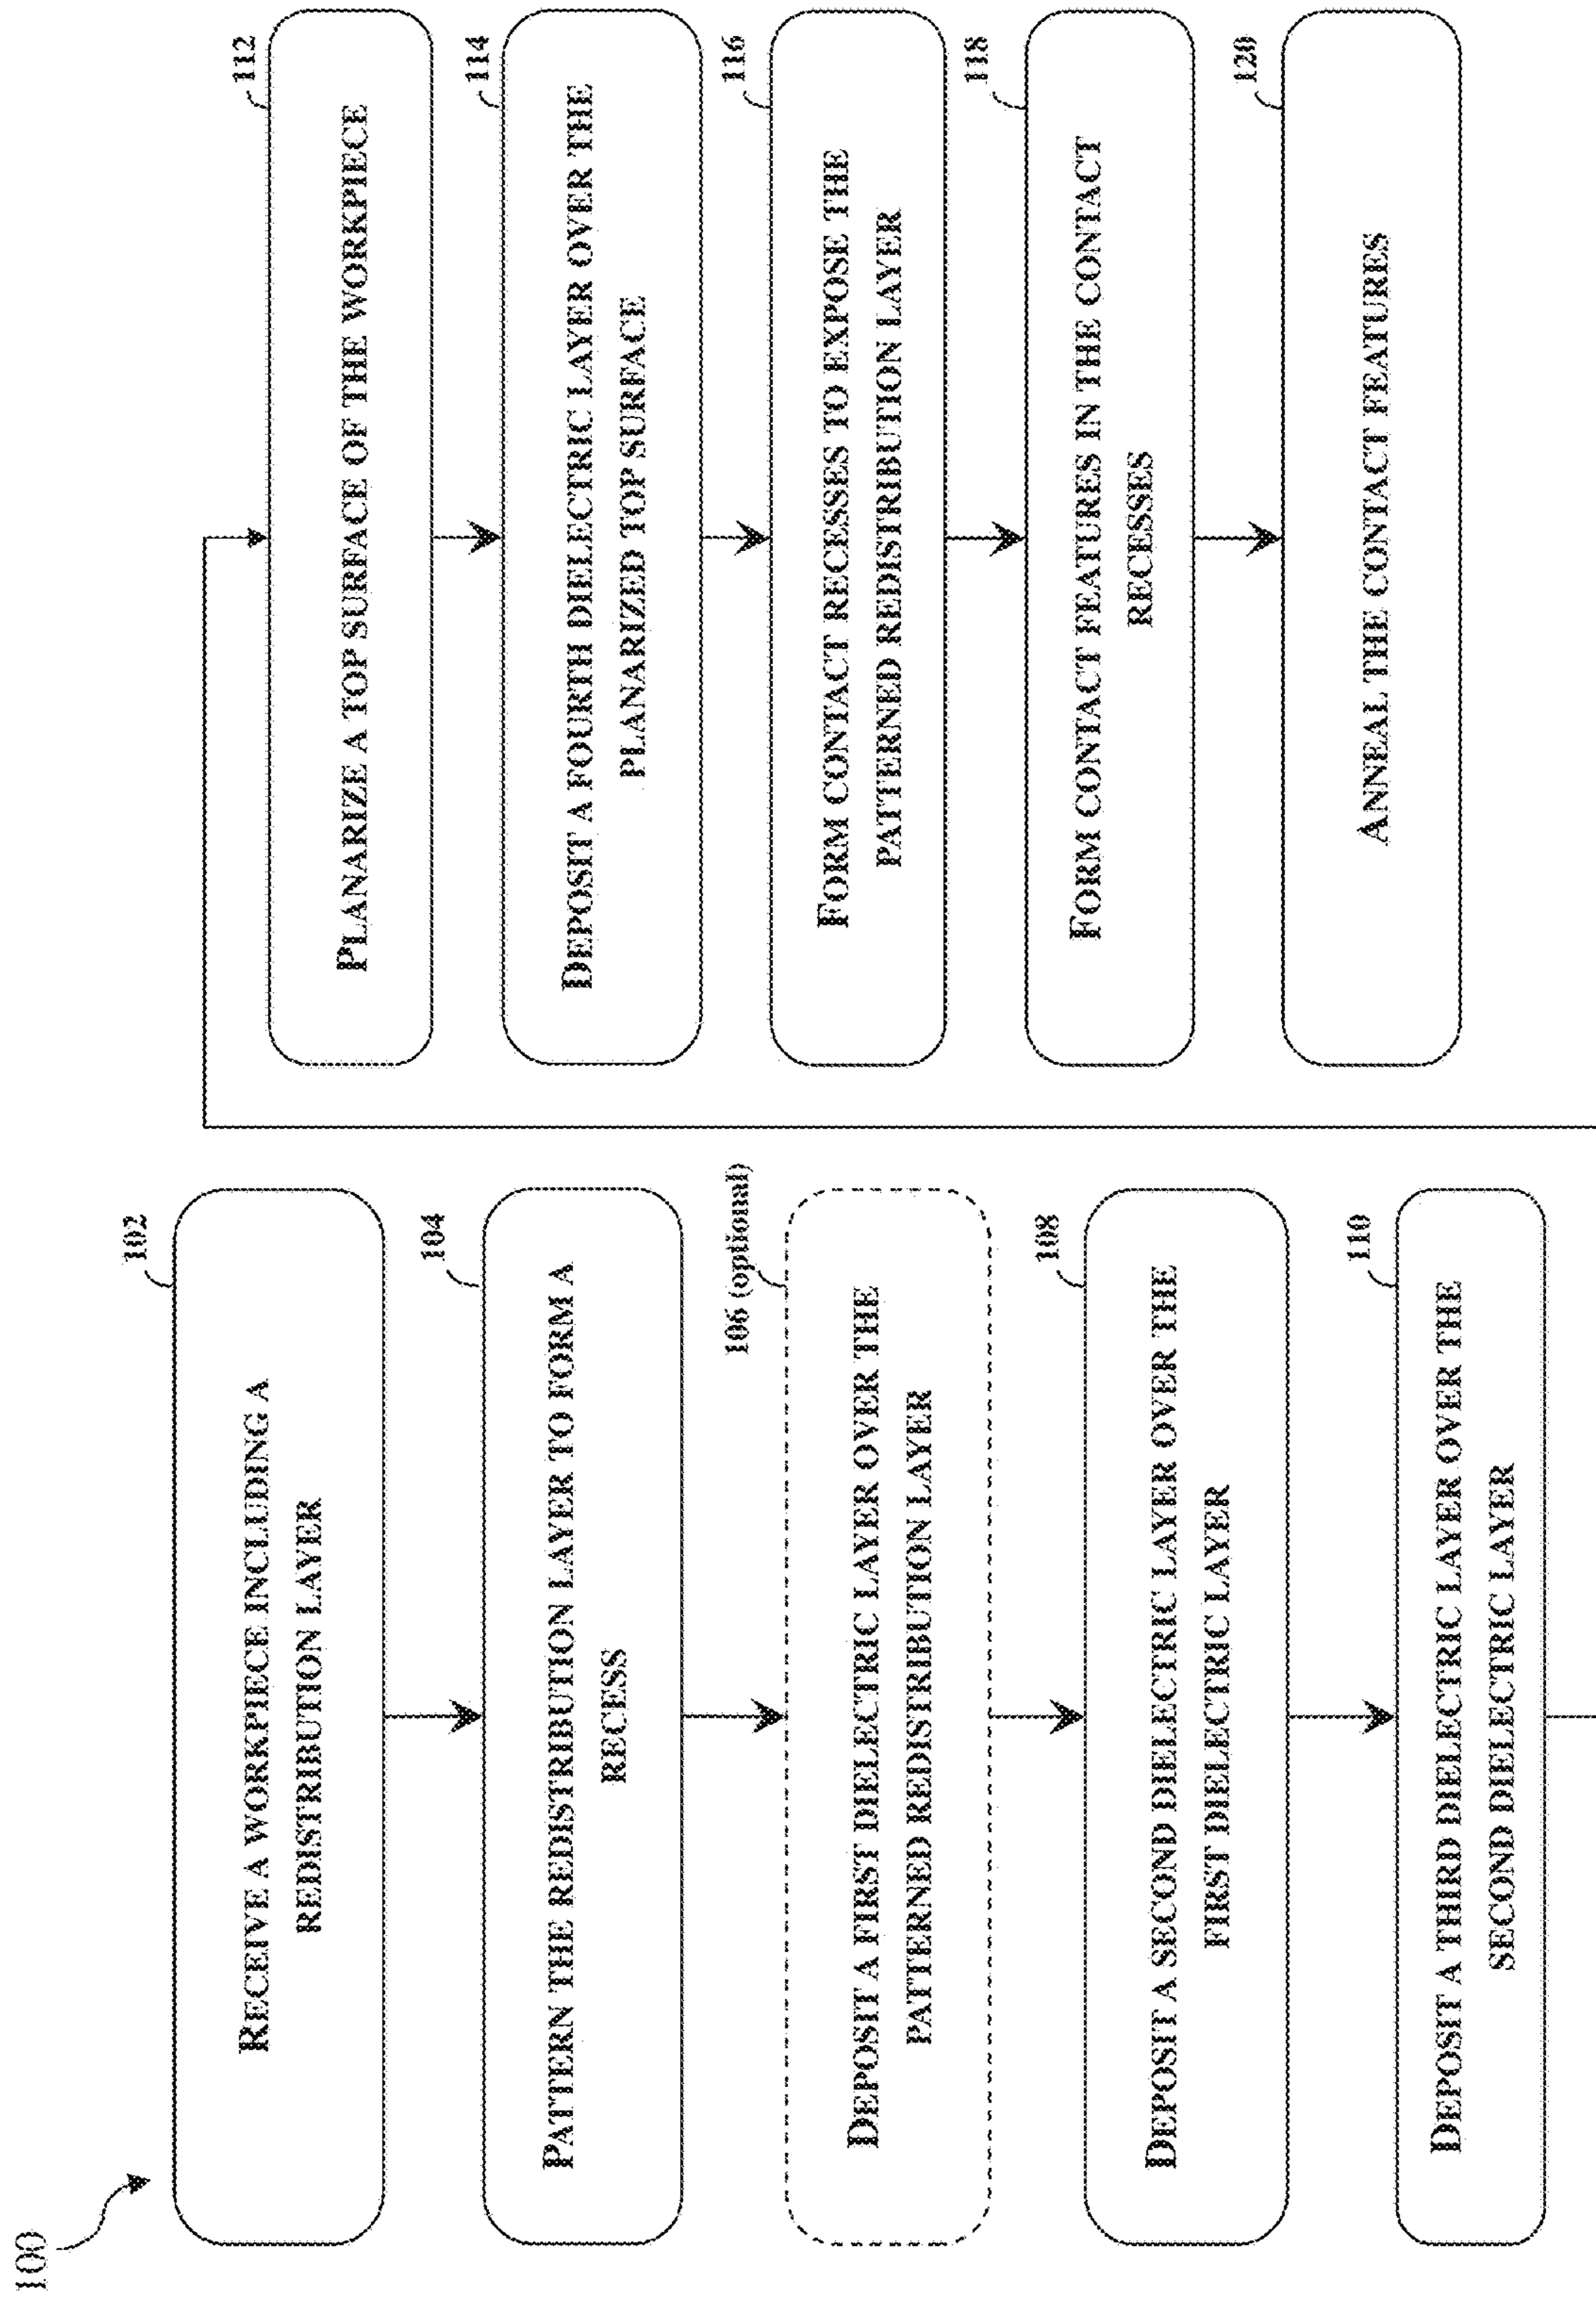 100
102
RECEIVE A WORKPIECE INCLUDING A
REDISTRIBUTION LAYER
104
PATTERN THE REDISTRIBUTION LAYER TO FORM A
RECESS
106 (optional)
DEPOSIT A FIRST DIELECTRIC LAYER OVER THE
PATTERNED REDISTRIBUTION LAYER
108
DEPOSIT A SECOND DIELECTRIC LAYER OVER THE
FIRST DIELECTRIC LAYER
110
DEPOSIT A THIRD DIELECTRIC LAYER OVER THE
SECOND DIELECTRIC LAYER
112
PLANARIZE A TOP SURFACE OF THE WORKPIECE
114
DEPOSIT A FOURTH DIELECTRIC LAYER OVER THE
PLANARIZED TOP SURFACE
116
FORM CONTACT RECESSES TO EXPOSE THE
PATTERNED REDISTRIBUTION LAYER
118
FORM CONTACT FEATURES IN THE CONTACT
RECESSES
120
ANNEAL THE CONTACT FEATURES